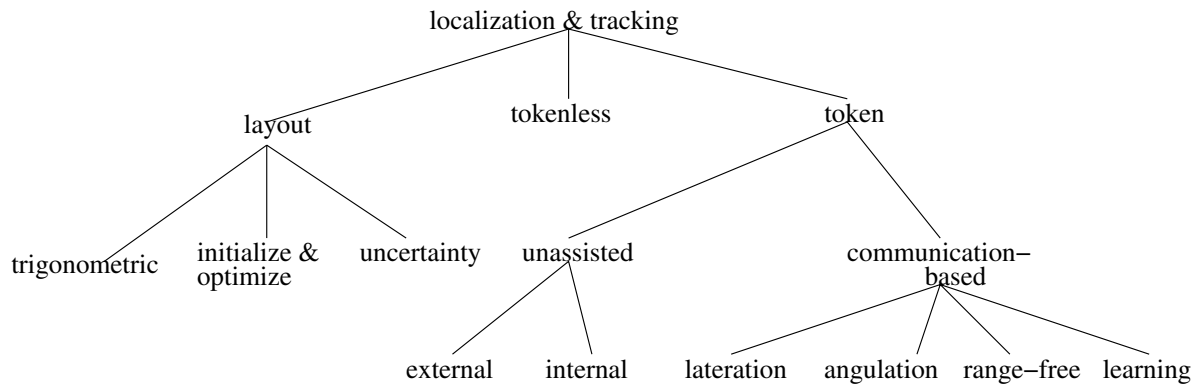 localization & tracking
layout
tokenless
token
trigonometric
initialize &
optimize
uncertainty
unassisted
communication−
based
external
internal
lateration
angulation
range−free
learning